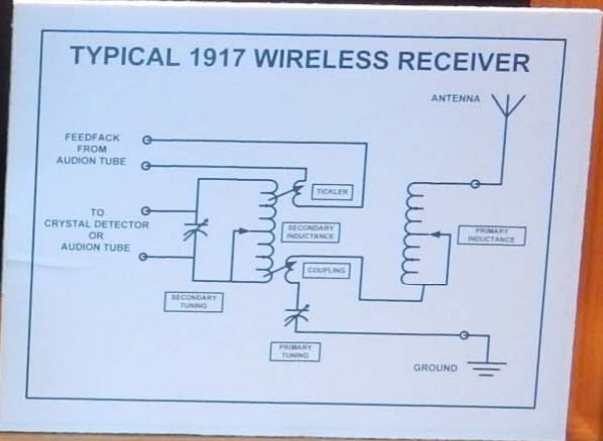 TYPICAL 1917 WIRELESS RECEIVER
ANTENNA
FEEDFACK
FROM
AUDION TUBE
TICKLER
TO
CRYSTAL DETECTOR
OR
AUDION TUBE
SECONDARY
INDUCTANCE
PRIMARY
INDUCTANCE
COUPLING
SECONDARY
TUNING
PRIMARY
TUNING
GROUND